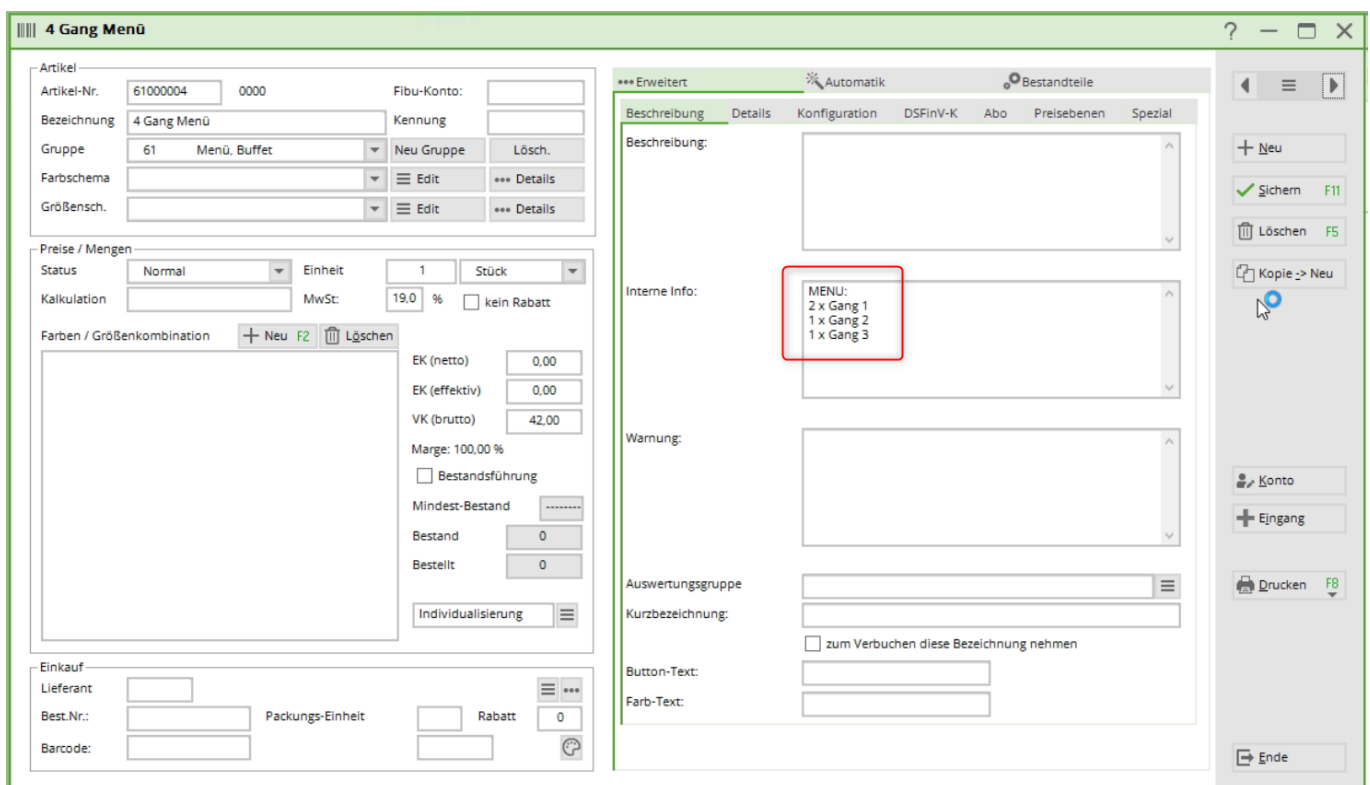 4 Gang Menü
?
Artikel
Artikel-Nr. 61000004 0000 Fibu-Konto:
Bezeichnung 4 Gang Menü Kennung
Gruppe 61 Menü, Buffet Neu Gruppe Lösch.
Farbschema Edit Details
Größensch. Edit Details
Preise / Mengen
Status Normal Einheit 1 Stück
Kalkulation MwSt: 19,0 % kein Rabatt
Farben / Größenkombination Neu F2 Löschen
EK (netto) 0,00
EK (effektiv) 0,00
VK (brutto) 42,00
Marge: 100,00 %
Bestandsführung
Mindest-Bestand --------
Bestand 0
Bestellt 0
Individualisierung
Einkauf
Lieferant
Best.Nr.: Packungs-Einheit Rabatt 0
Barcode:
Erweitert Automatik Bestandteile
Beschreibung Details Konfiguration DSFinV-K Abo Preisebenen Spezial
Beschreibung:
Interne Info:
MENU:
2 x Gang 1
1 x Gang 2
1 x Gang 3
Warnung:
Auswertungsgruppe
Kurzbezeichnung:
zum Verbuchen diese Bezeichnung nehmen
Button-Text:
Farb-Text:
Neu
Sichern F11
Löschen F5
Kopie -> Neu
Konto
Eingang
Drucken F8
Ende